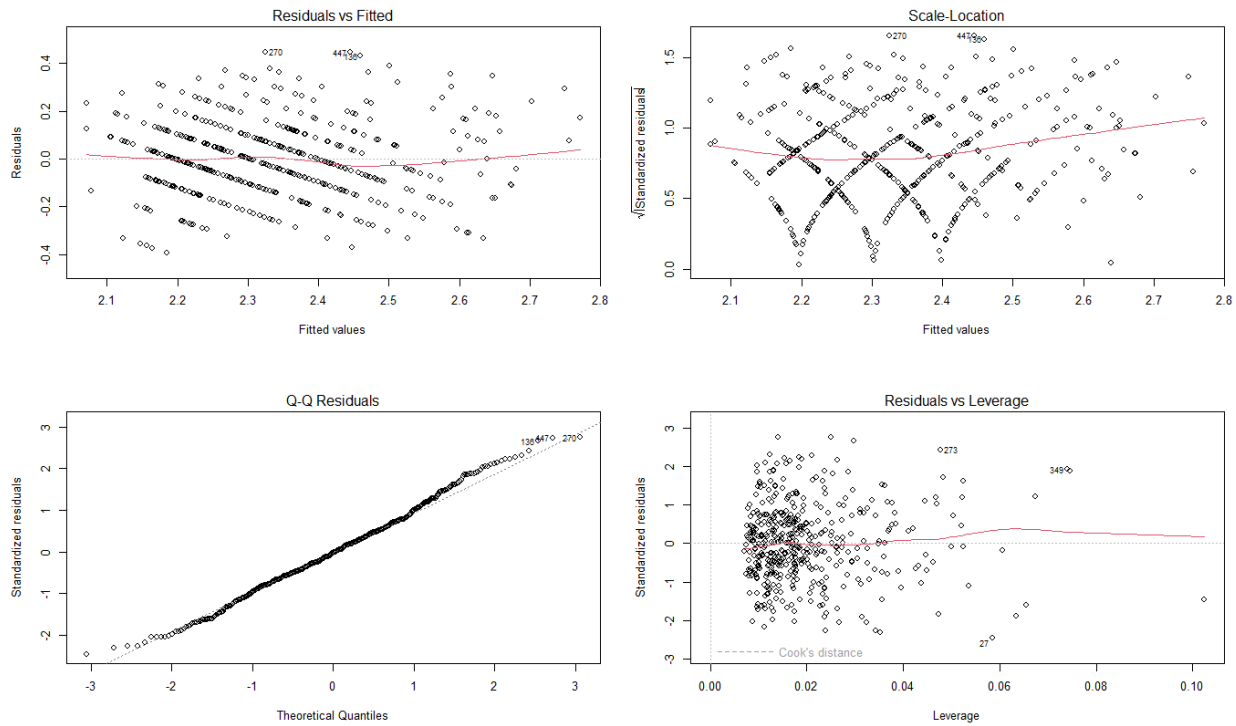 Residuals vs Fitted
Residuals
0.4
0.2
0.0
-0.2
-0.4
270
447
136
2.1 2.2 2.3 2.4 2.5 2.6 2.7 2.8
Fitted values
Scale-Location
√|Standardized residuals|
1.5
1.0
0.5
0.0
270
447
136
2.1 2.2 2.3 2.4 2.5 2.6 2.7 2.8
Fitted values
Q-Q Residuals
Standardized residuals
3
2
1
0
-1
-2
136
447
270
-3 -2 -1 0 1 2 3
Theoretical Quantiles
Residuals vs Leverage
Standardized residuals
3
2
1
0
-1
-2
-3
273
349
27
Cook's distance
0.00 0.02 0.04 0.06 0.08 0.10
Leverage